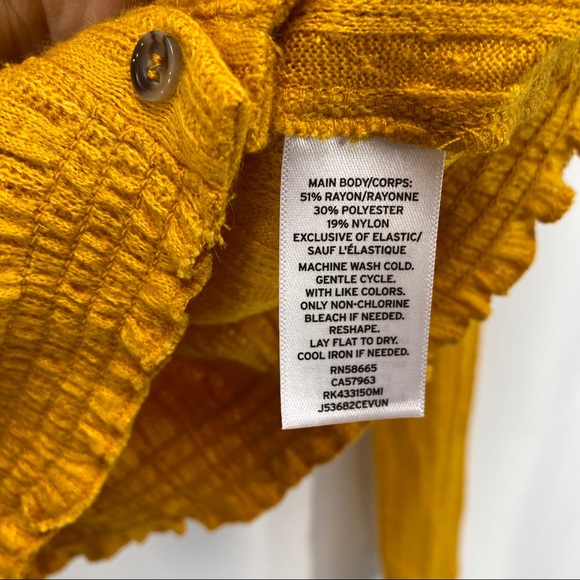 MAIN BODY/CORPS:
51% RAYON/RAYONNE
30% POLYESTER
19% NYLON
EXCLUSIVE OF ELASTIC/
SAUF L'ÉLASTIQUE
MACHINE WASH COLD.
GENTLE CYCLE.
WITH LIKE COLORS.
ONLY NON-CHLORINE
BLEACH IF NEEDED.
RESHAPE.
LAY FLAT TO DRY.
COOL IRON IF NEEDED.
RN58665
CA57963
RK433150MI
J53682CEVUN